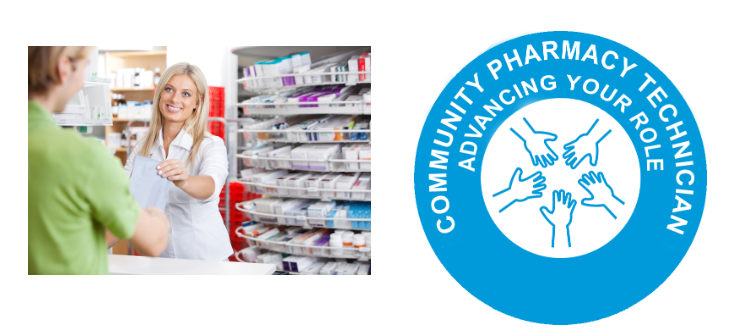 COMMUNITY PHARMACY TECHNICIAN
ADVANCING YOUR ROLE